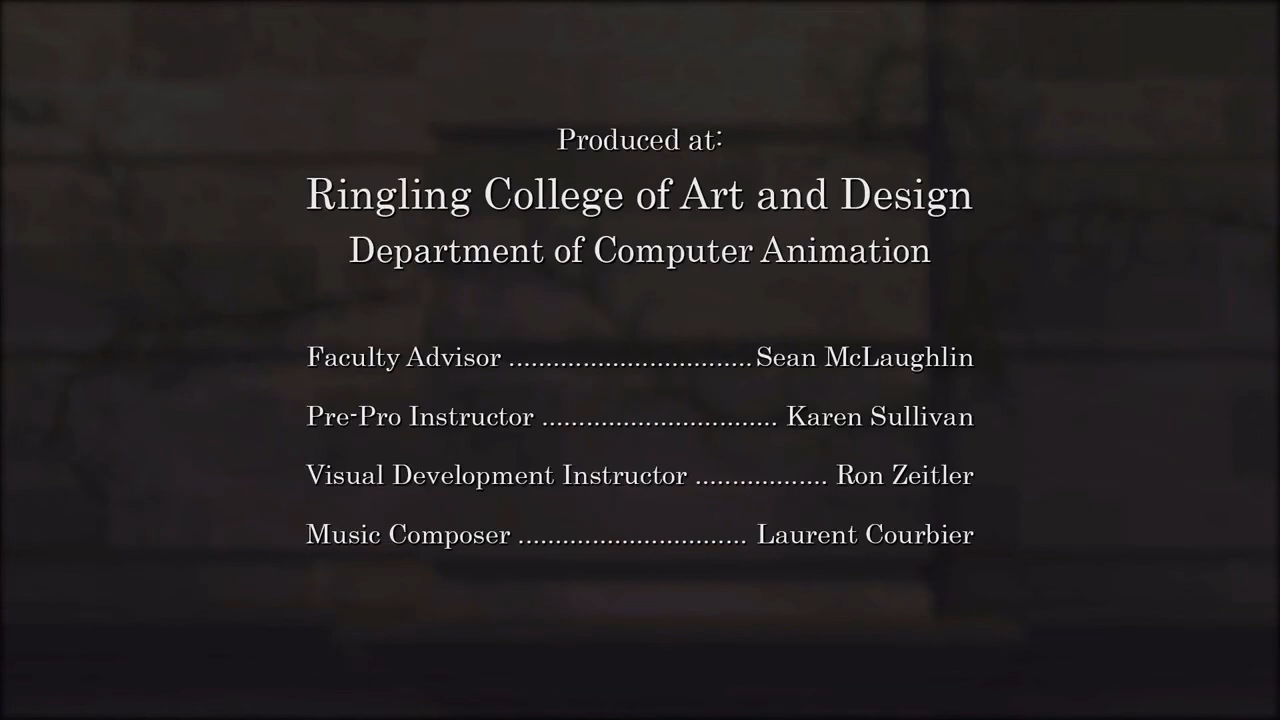 Produced at:
Ringling College of Art and Design
Department of Computer Animation
Faculty Advisor ................................. Sean McLaughlin
Pre-Pro Instructor ................................ Karen Sullivan
Visual Development Instructor .................. Ron Zeitler
Music Composer ............................... Laurent Courbier